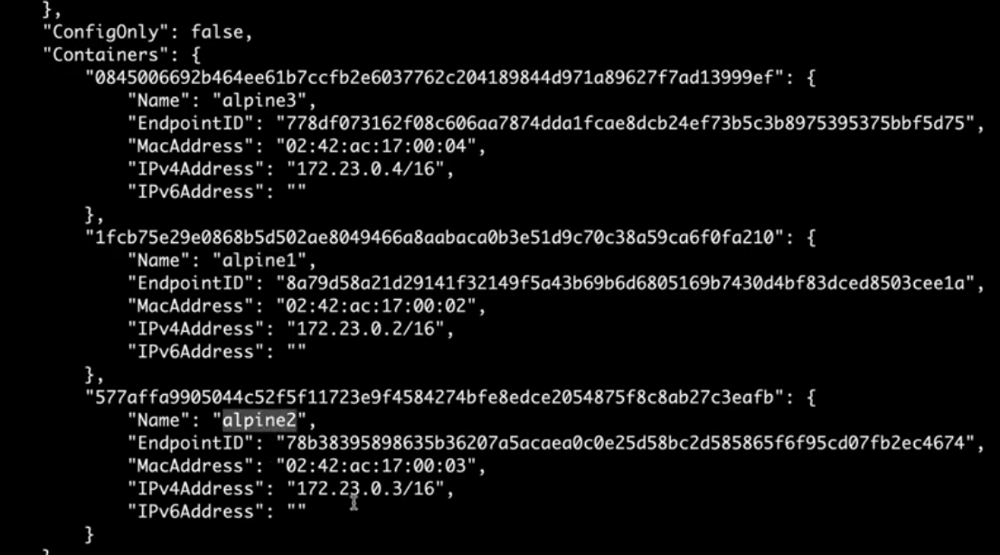 },
"ConfigOnly": false,
"Containers": {
"0845006692b464ee61b7ccfb2e6037762c204189844d971a89627f7ad13999ef": {
"Name": "alpine3",
"EndpointID": "778df073162f08c606aa7874dda1fcae8dcb24ef73b5c3b8975395375bbf5d75",
"MacAddress": "02:42:ac:17:00:04",
"IPv4Address": "172.23.0.4/16",
"IPv6Address": ""
},
"1fcb75e29e0868b5d502ae8049466a8aabaca0b3e51d9c70c38a59ca6f0fa210": {
"Name": "alpine1",
"EndpointID": "8a79d58a21d29141f32149f5a43b69b6d6805169b7430d4bf83dced8503cee1a",
"MacAddress": "02:42:ac:17:00:02",
"IPv4Address": "172.23.0.2/16",
"IPv6Address": ""
},
"577affa9905044c52f5f11723e9f4584274bfe8edce2054875f8c8ab27c3eafb": {
"Name": "alpine2",
"EndpointID": "78b38395898635b36207a5acaea0c0e25d58bc2d585865f6f95cd07fb2ec4674",
"MacAddress": "02:42:ac:17:00:03",
"IPv4Address": "172.23.0.3/16",
"IPv6Address": ""
}